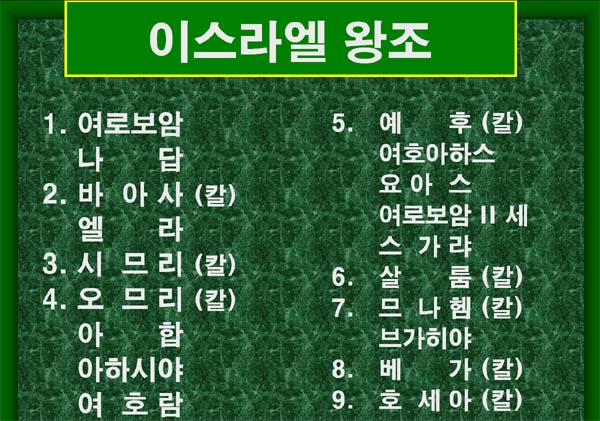 이스라엘 왕조
1. 여로보암
나 답
2. 바 아 사 (칼)
엘 라
3. 시 므 리 (칼)
4. 오 므 리 (칼)
아 합
아하시야
여 호 람
5. 예 후 (칼)
여호아하스
요 아 스
여로보암 II 세
스 가 랴
6. 살 룸 (칼)
7. 므 나 헴 (칼)
브가히야
8. 베 가 (칼)
9. 호 세 아 (칼)